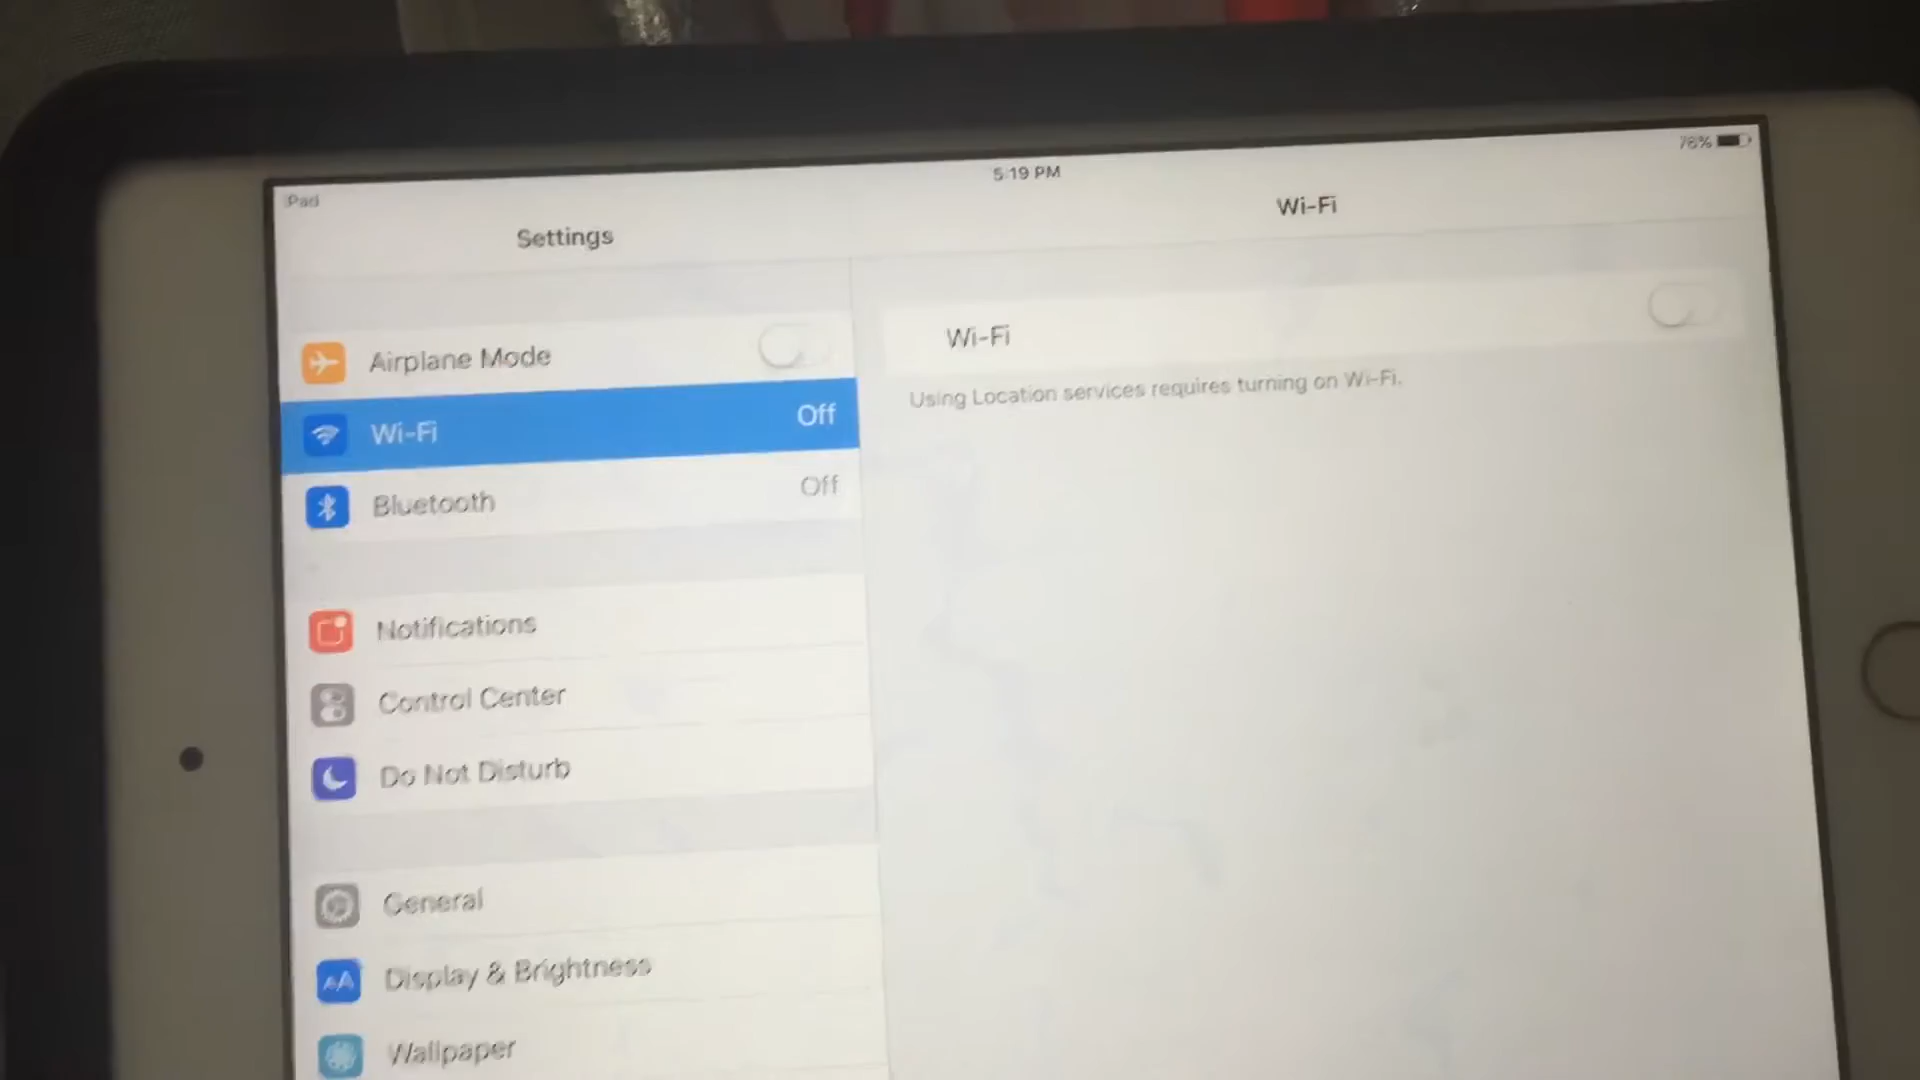 iPad
5:19 PM
76%
Settings
Wi-Fi
Airplane Mode
Wi-Fi
Off
Bluetooth
Off
Notifications
Control Center
Do Not Disturb
General
AA
Display & Brightness
Wallpaper
Wi-Fi
Using Location services requires turning on Wi-Fi.